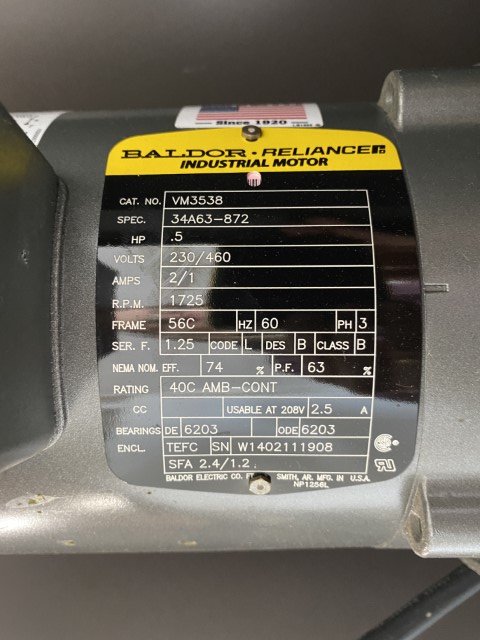 Since 1920
BALDOR · RELIANCE
INDUSTRIAL MOTOR
CAT. NO. VM3538
SPEC. 34A63-872
HP .5
VOLTS 230/460
AMPS 2/1
R.P.M. 1725
FRAME 56C HZ 60 PH 3
SER. F. 1.25 CODE L DES B CLASS B
NEMA NOM. EFF. 74 % P.F. 63 %
RATING 40C AMB-CONT
CC USABLE AT 208V 2.5 A
BEARINGS DE 6203 ODE 6203
ENCL. TEFC SN W1402111908
SFA 2.4/1.2
BALDOR ELECTRIC CO. SMITH, AR. MFG. IN U.S.A.
NP1256L